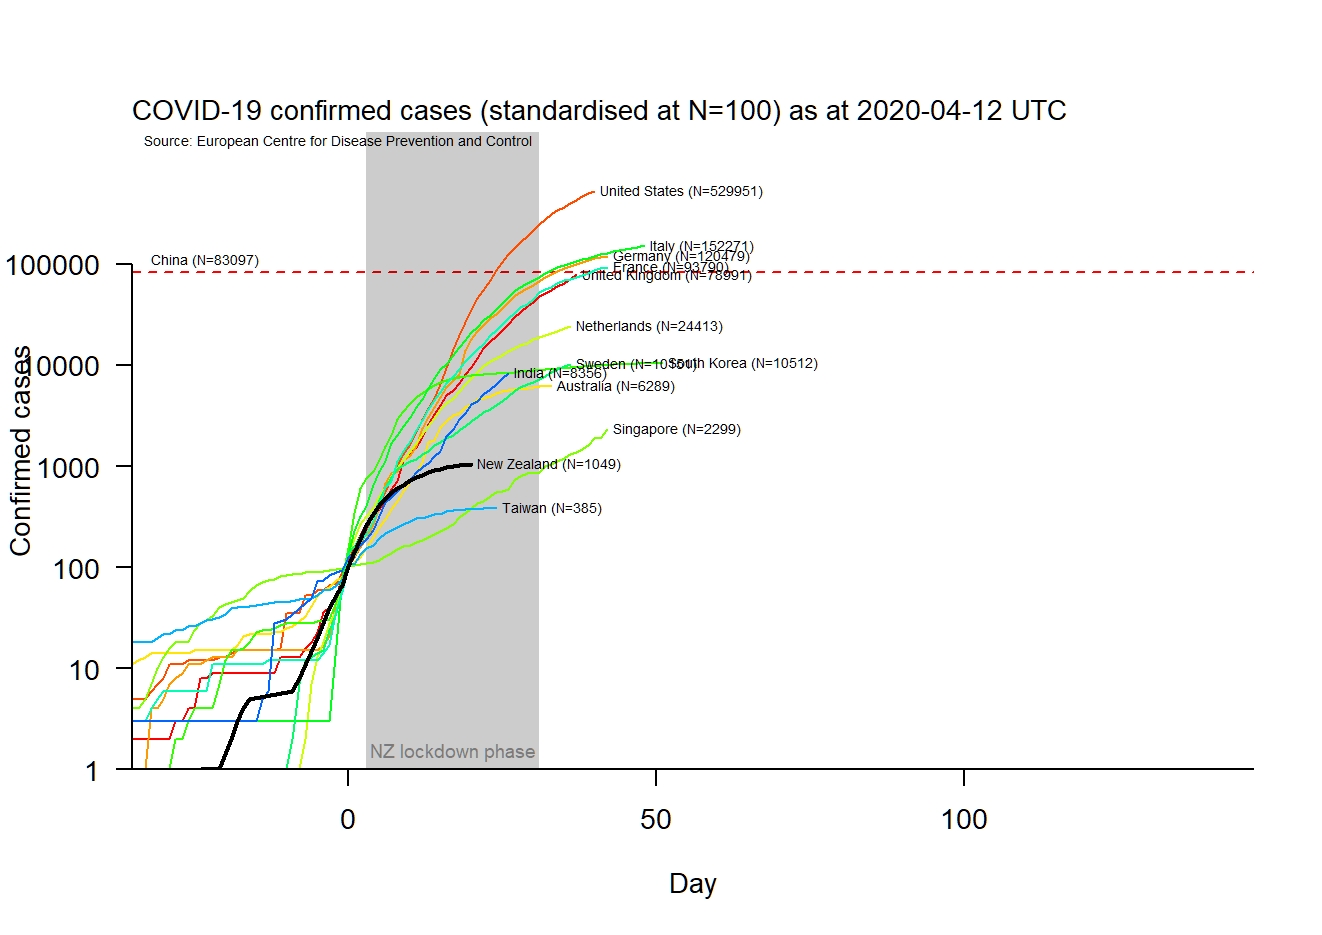 COVID-19 confirmed cases (standardised at N=100) as at 2020-04-12 UTC
Source: European Centre for Disease Prevention and Control
United States (N=529951)
Italy (N=152271)
Germany (N=120479)
China (N=83097)
France (N=93790)
United Kingdom (N=78991)
Netherlands (N=24413)
Sweden (N=10151)
South Korea (N=10512)
India (N=8356)
Australia (N=6289)
Singapore (N=2299)
New Zealand (N=1049)
Taiwan (N=385)
NZ lockdown phase
Confirmed cases
100000
10000
1000
100
10
1
0
50
100
Day